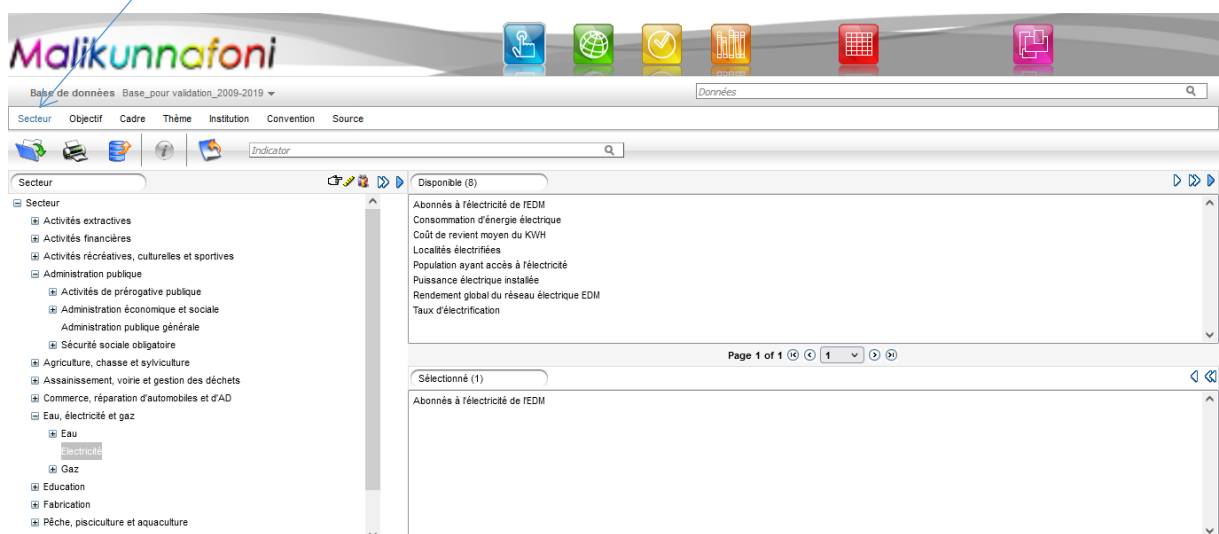 Malikunnafoni
Base de données Base_pour validation_2009-2019
Données
Secteur Objectif Cadre Thème Institution Convention Source
Indicator
Secteur
Disponible (8)
Secteur
Activités extractives
Activités financières
Activités récréatives, culturelles et sportives
Administration publique
Activités de prérogative publique
Administration économique et sociale
Administration publique générale
Sécurité sociale obligatoire
Agriculture, chasse et sylviculture
Assainissement, voirie et gestion des déchets
Commerce, réparation d'automobiles et d'AD
Eau, électricité et gaz
Eau
Electricité
Gaz
Education
Fabrication
Pêche, pisciculture et aquaculture
Abonnés à l'électricité de l'EDM
Consommation d'énergie électrique
Coût de revient moyen du KWH
Localités électrifiées
Population ayant accès à l'électricité
Puissance électrique installée
Rendement global du réseau électrique EDM
Taux d'électrification
Page 1 of 1 1
Sélectionné (1)
Abonnés à l'électricité de l'EDM